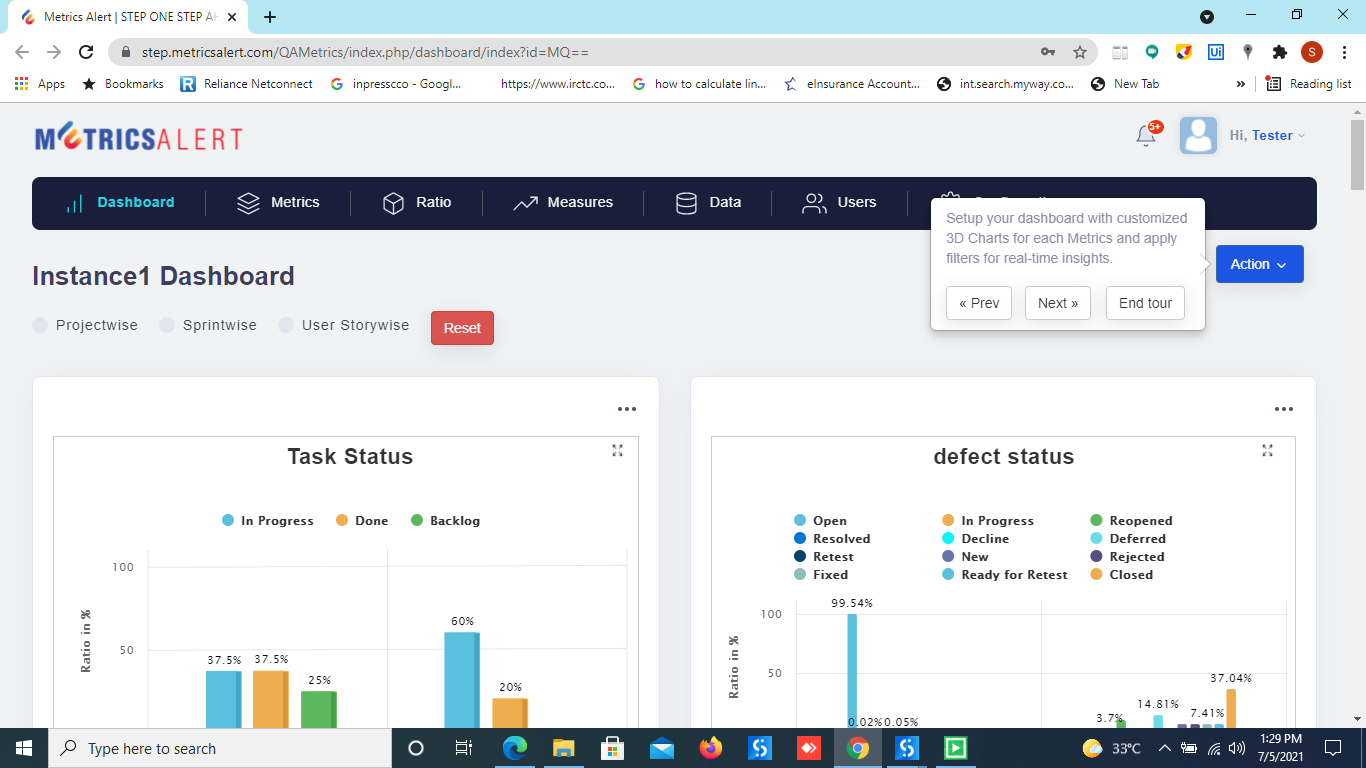 Metrics Alert | STEP ONE STEP AH
step.metricsalert.com/QAMetrics/index.php/dashboard/index?id=MQ==
S
Apps
Bookmarks
Reliance Netconnect
inpresscco - Googl...
https://www.irctc.co...
how to calculate lin...
eInsurance Account...
int.search.myway.co...
New Tab
»
Reading list
METRICSALERT
5+
Hi, Tester
Dashboard
Metrics
Ratio
Measures
Data
Users
Setup your dashboard with customized
3D Charts for each Metrics and apply
filters for real-time insights.
« Prev
Next »
End tour
Action
Instance1 Dashboard
Projectwise
Sprintwise
User Storywise
Reset
Task Status
In Progress
Done
Backlog
Ratio in %
100
50
37.5%
37.5%
25%
60%
20%
defect status
Open
In Progress
Reopened
Resolved
Decline
Deferred
Retest
New
Rejected
Fixed
Ready for Retest
Closed
Ratio in %
100
50
99.54%
0.02%
0.05%
3.7%
14.81%
7.41%
37.04%
Type here to search
33°C
1:29 PM
7/5/2021